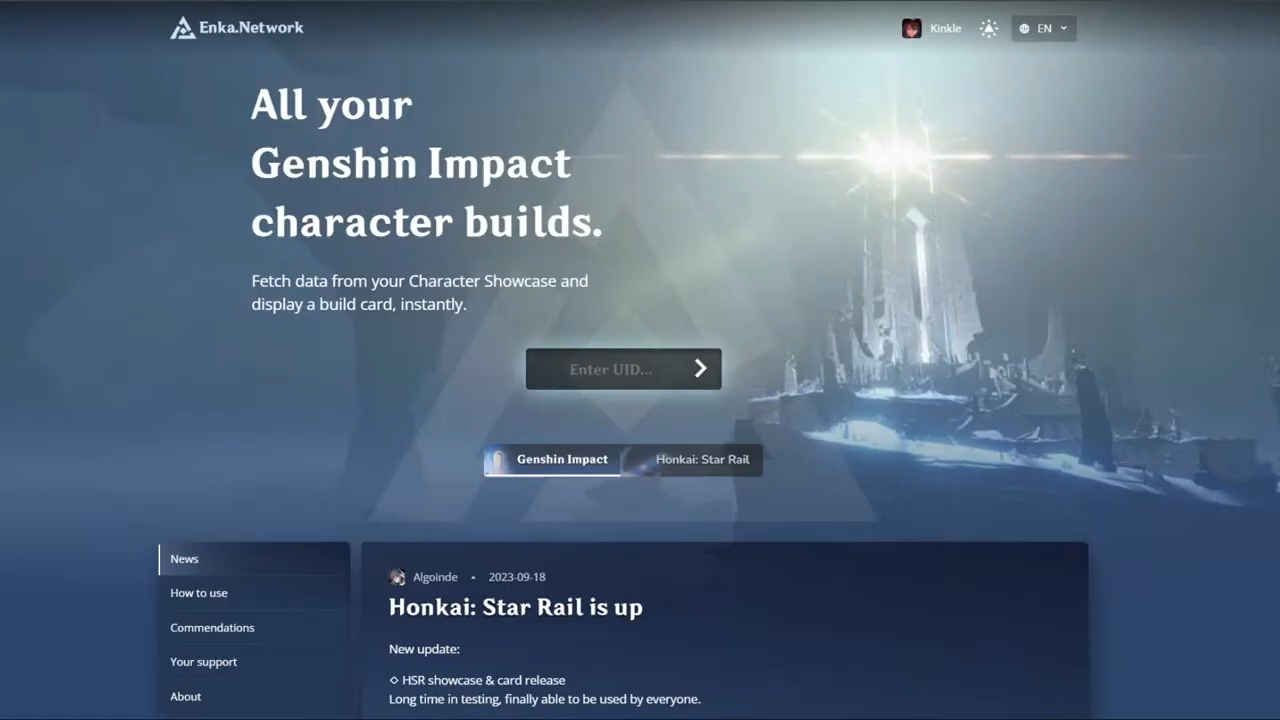 Enka.Network
Kinkle
EN
All your
Genshin Impact
character builds.
Fetch data from your Character Showcase and
display a build card, instantly.
Enter UID...
Genshin Impact
Honkai: Star Rail
News
How to use
Commendations
Your support
About
Algoinde • 2023-09-18
Honkai: Star Rail is up
New update:
◇ HSR showcase & card release
Long time in testing, finally able to be used by everyone.